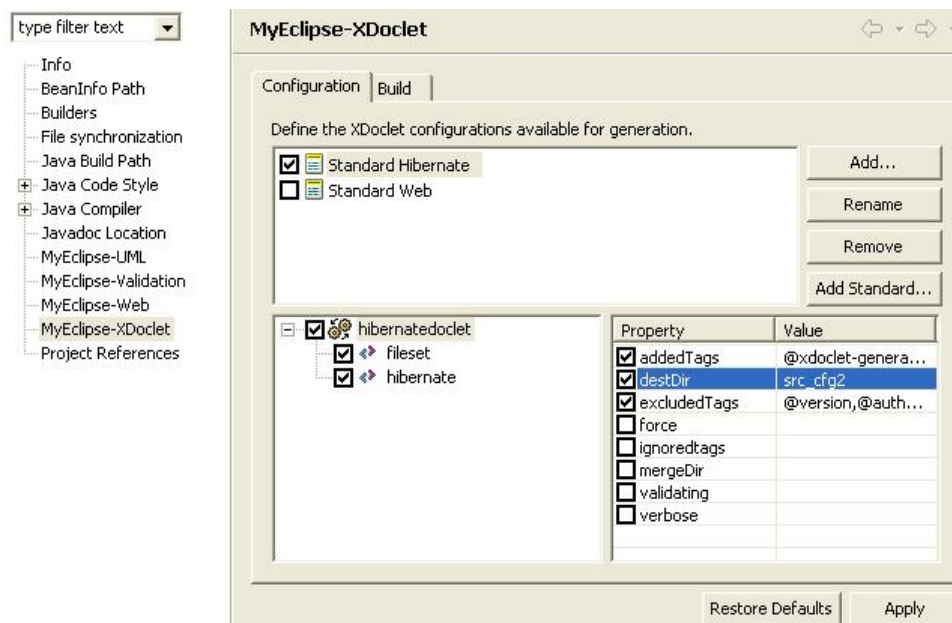 type filter text
Info
BeanInfo Path
Builders
File synchronization
Java Build Path
Java Code Style
Java Compiler
Javadoc Location
MyEclipse-UML
MyEclipse-Validation
MyEclipse-Web
MyEclipse-XDoclet
Project References
MyEclipse-XDoclet
Configuration Build
Define the XDoclet configurations available for generation.
Standard Hibernate
Standard Web
Add...
Rename
Remove
Add Standard...
hibernatedoclet
fileset
hibernate
Property Value
addedTags @xdoclet-genera...
destDir src_cfg2
excludedTags @version,@auth...
force
ignoredtags
mergeDir
validating
verbose
Restore Defaults Apply